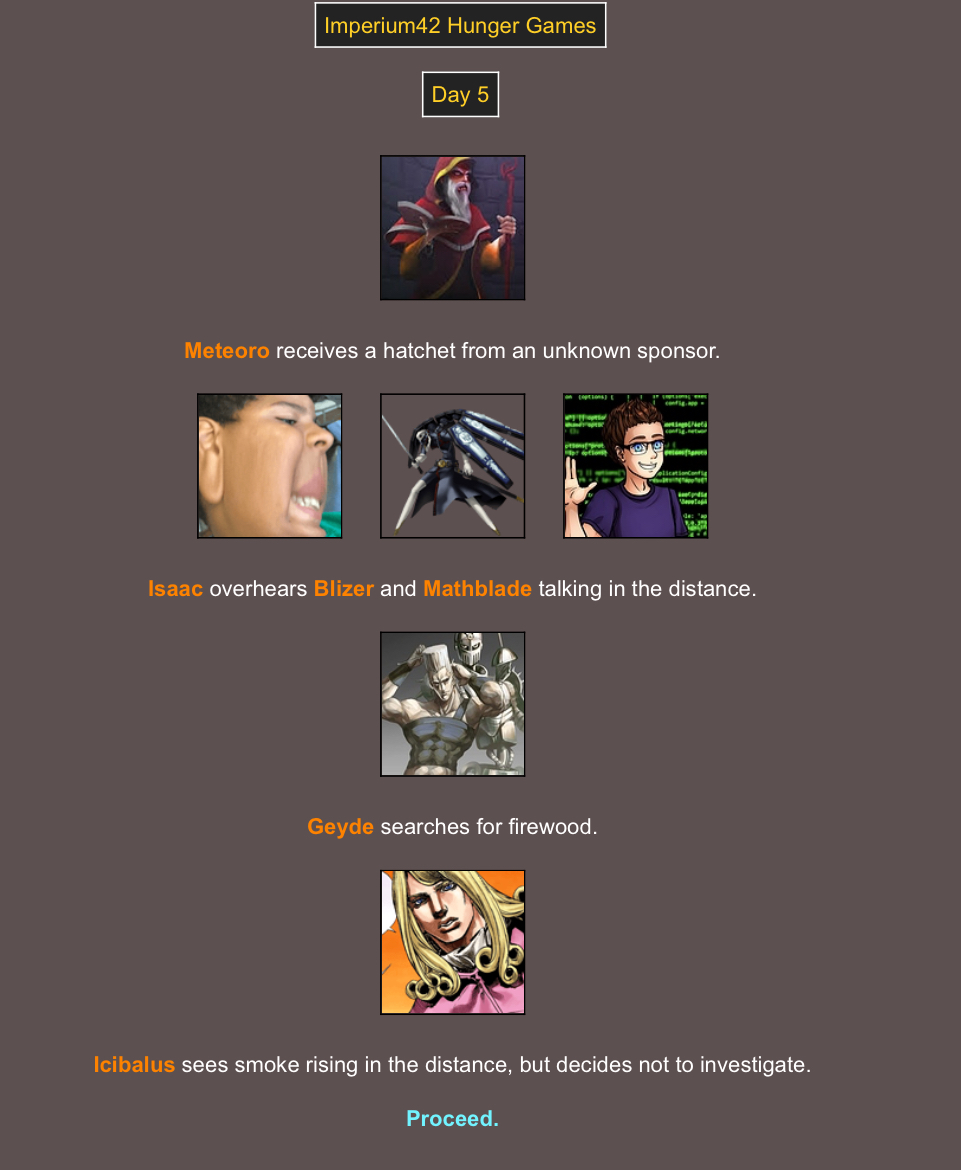 Imperium42 Hunger Games
Day 5
Meteoro receives a hatchet from an unknown sponsor.
Isaac overhears Blizer and Mathblade talking in the distance.
Geyde searches for firewood.
Icibalus sees smoke rising in the distance, but decides not to investigate.
Proceed.